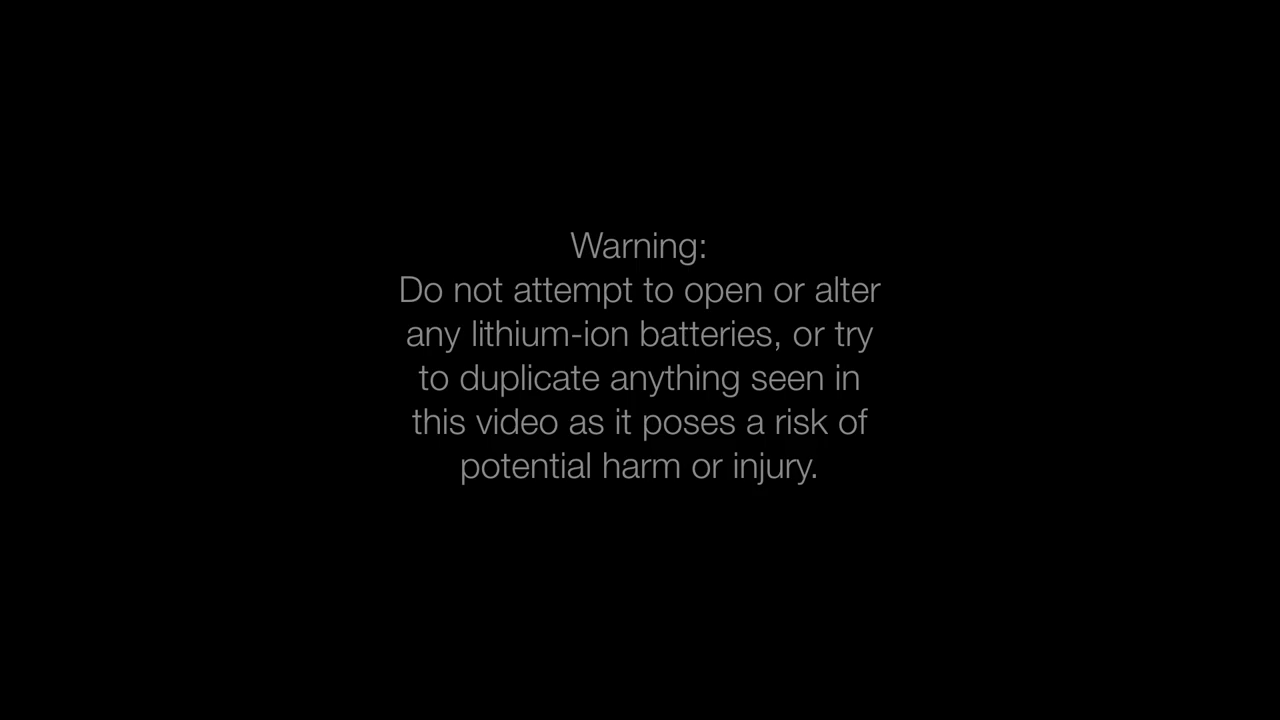 Warning:
Do not attempt to open or alter
any lithium-ion batteries, or try
to duplicate anything seen in
this video as it poses a risk of
potential harm or injury.